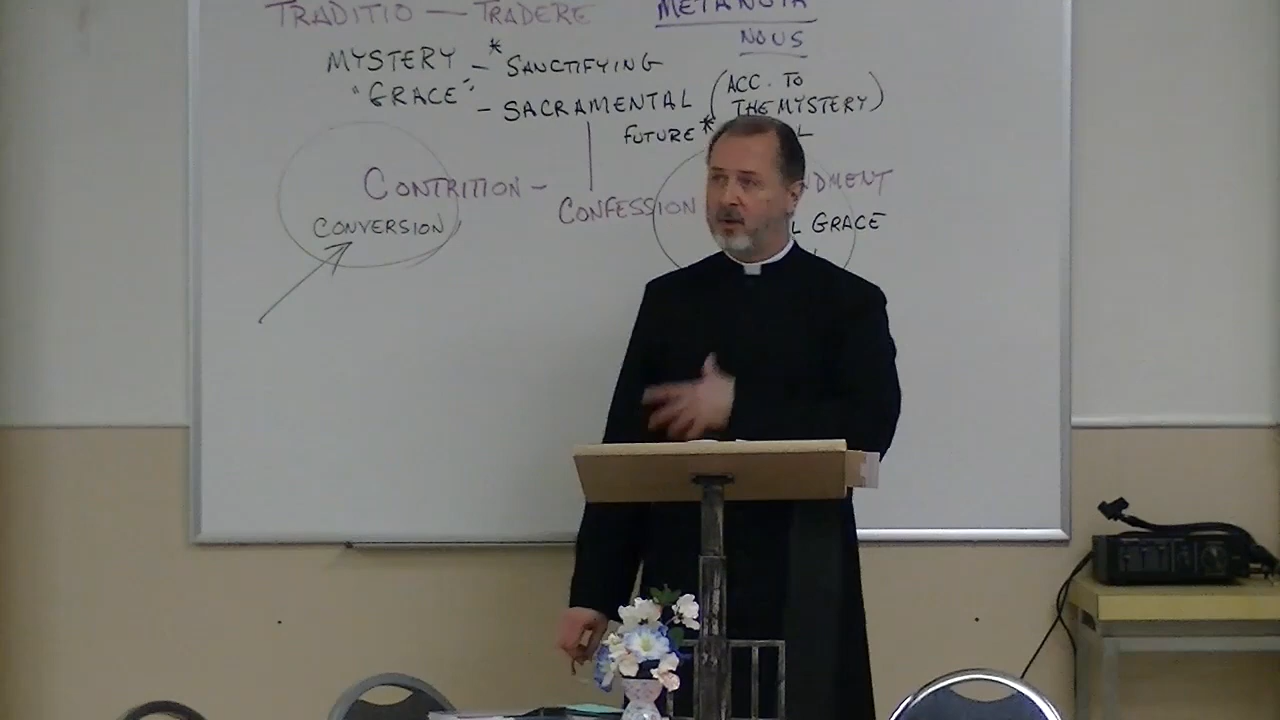 TRADITIO — TRADERE
METANOIA
NOUS
MYSTERY — * SANCTIFYING
"GRACE" — SACRAMENTAL
(ACC. TO
THE MYSTERY)
FUTURE *
CONTRITION — CONFESSION
CONVERSION
GRACE